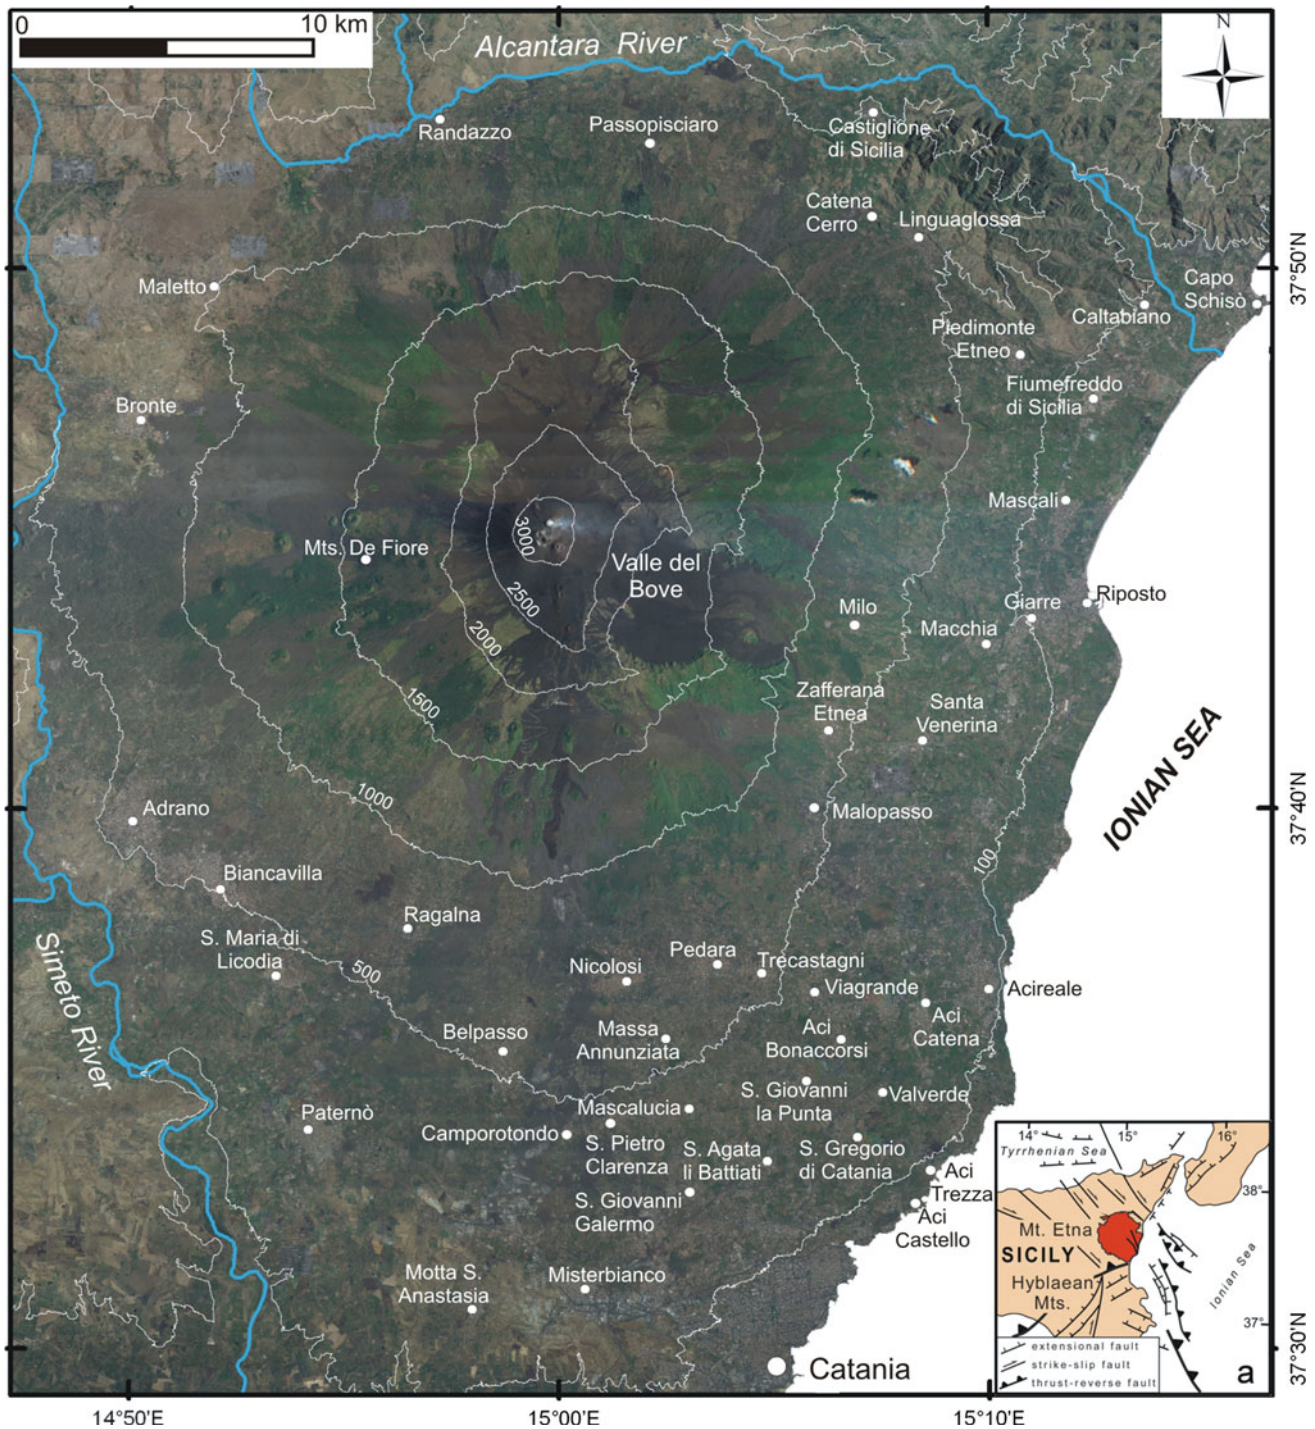 0 10 km
N
Alcantara River
Randazzo
Passopisciaro
Castiglione
di Sicilia
Catena
Cerro
Linguaglossa
37°50'N
Maletto
Capo
Schisò
Caltabiano
Piedimonte
Etneo
Fiumefreddo
di Sicilia
Bronte
Mascali
3000
Mts. De Fiore
Valle del
Bove
2500
Milo
Giarre
Riposto
Macchia
2000
1500
Zafferana
Etnea
Santa
Venerina
IONIAN SEA
1000
Adrano
Malopasso
37°40'N
100
Biancavilla
Ragalna
S. Maria di
Licodia
500
Simeto River
Nicolosi
Pedara
Trecastagni
Viagrande
Acireale
Aci
Catena
Belpasso
Massa
Annunziata
Aci
Bonaccorsi
S. Giovanni
la Punta
Valverde
Paternò
Mascalucia
Camporotondo
S. Pietro
Clarenza
S. Agata
li Battiati
S. Gregorio
di Catania
Aci
Trezza
S. Giovanni
Galermo
Aci
Castello
Motta S.
Anastasia
Misterbianco
Catania
14° 15° 16°
Tyrrhenian Sea
38°
Mt. Etna
SICILY
Hyblaean
Mts.
Ionian Sea
37°
extensional fault
strike-slip fault
thrust-reverse fault
a
37°30'N
14°50'E 15°00'E 15°10'E